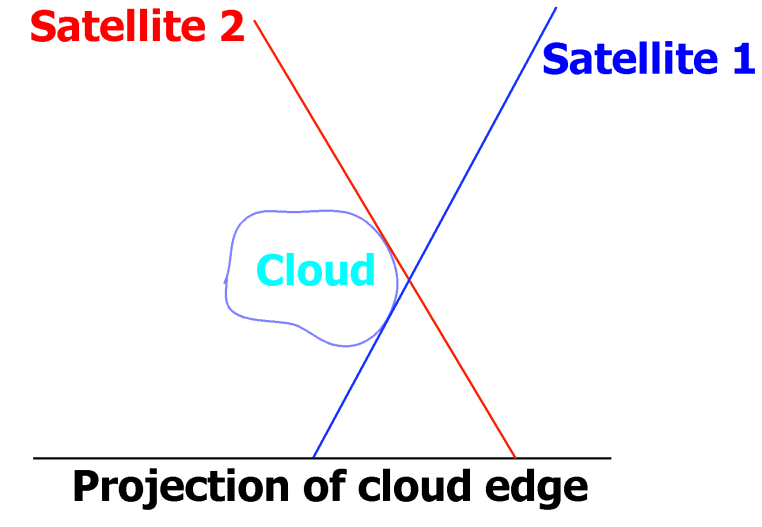 Satellite 2
Satellite 1
Cloud
Projection of cloud edge